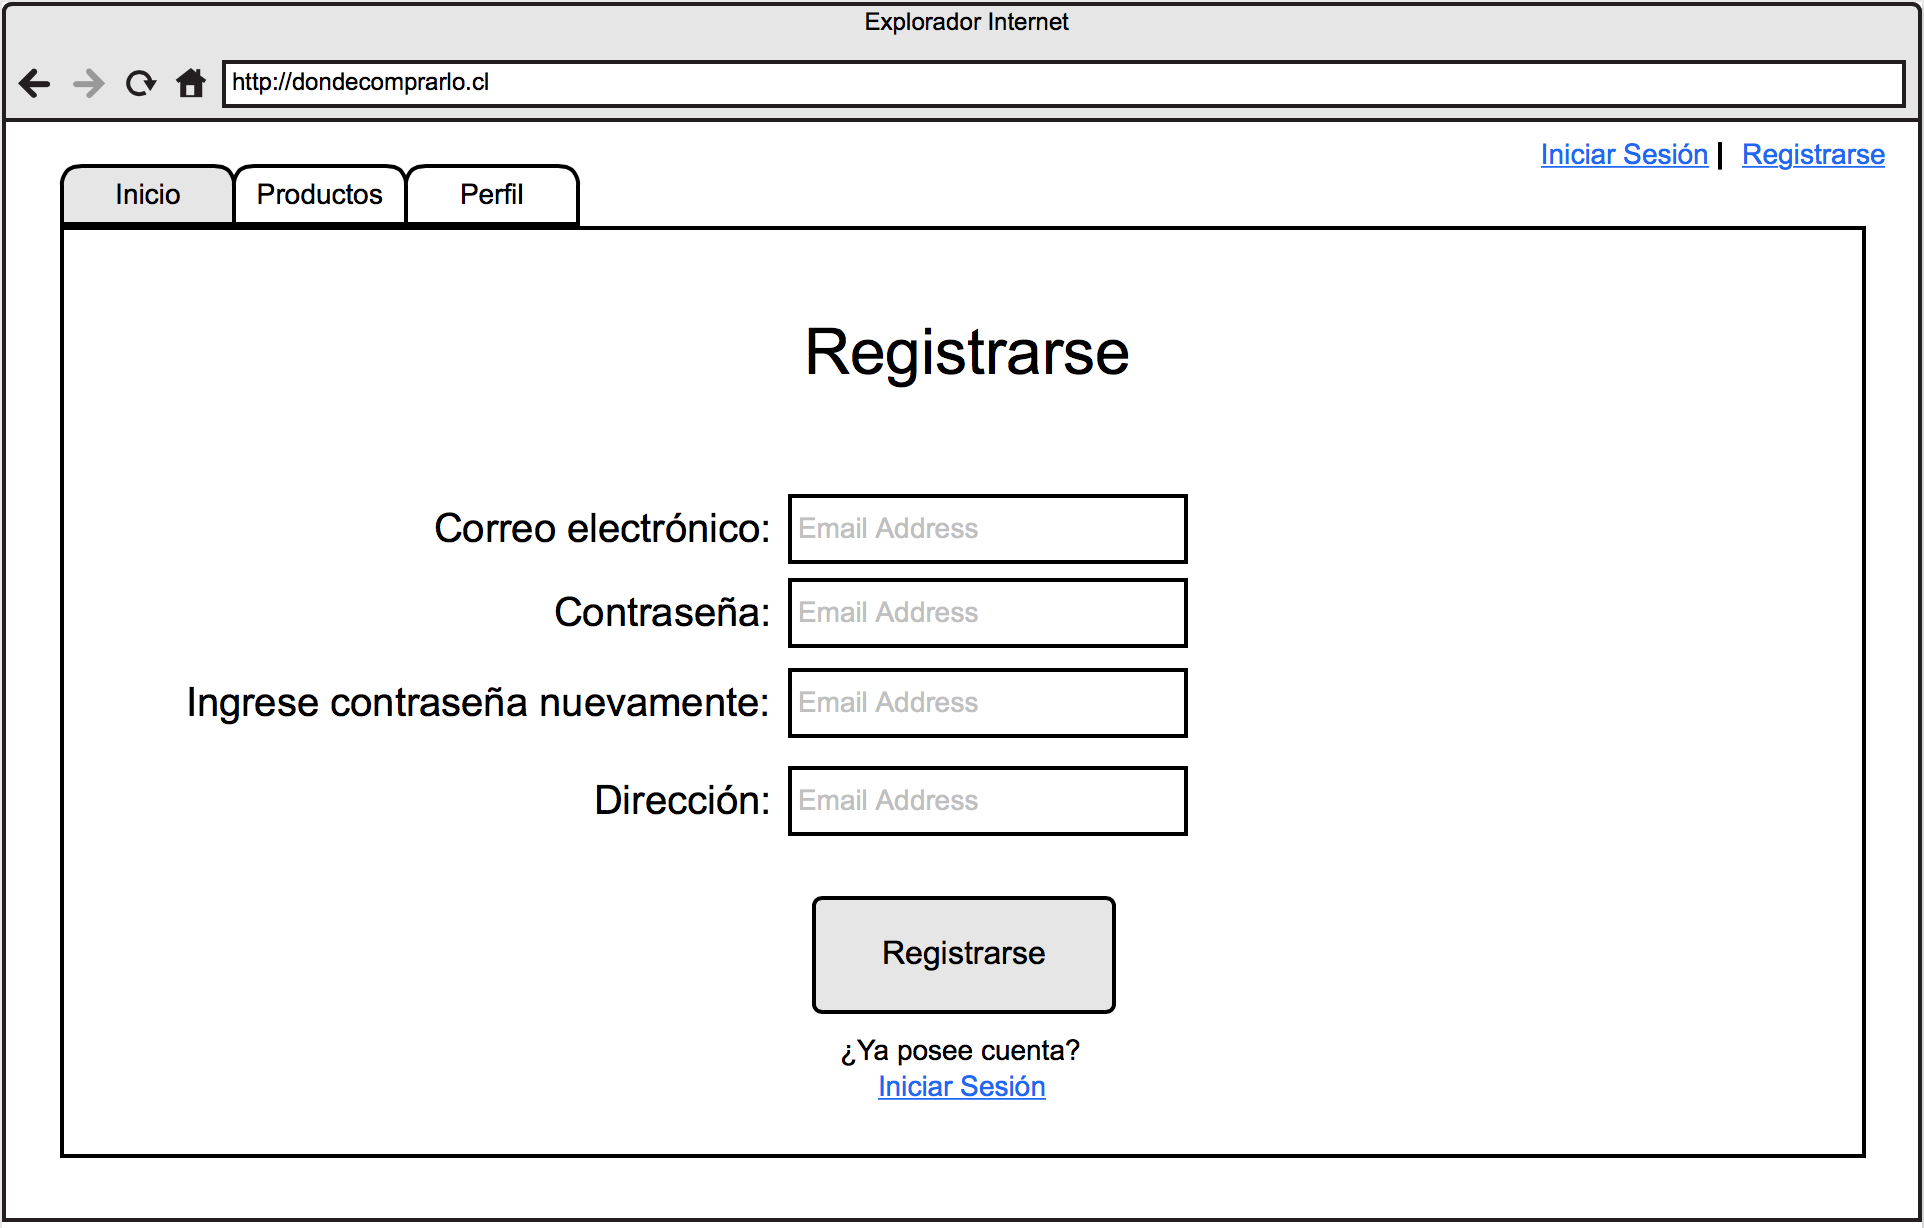 Explorador Internet
http://dondecomprarlo.cl
Iniciar Sesión | Registrarse
Inicio Productos Perfil
Registrarse
Correo electrónico: Email Address
Contraseña: Email Address
Ingrese contraseña nuevamente: Email Address
Dirección: Email Address
Registrarse
¿Ya posee cuenta?
Iniciar Sesión